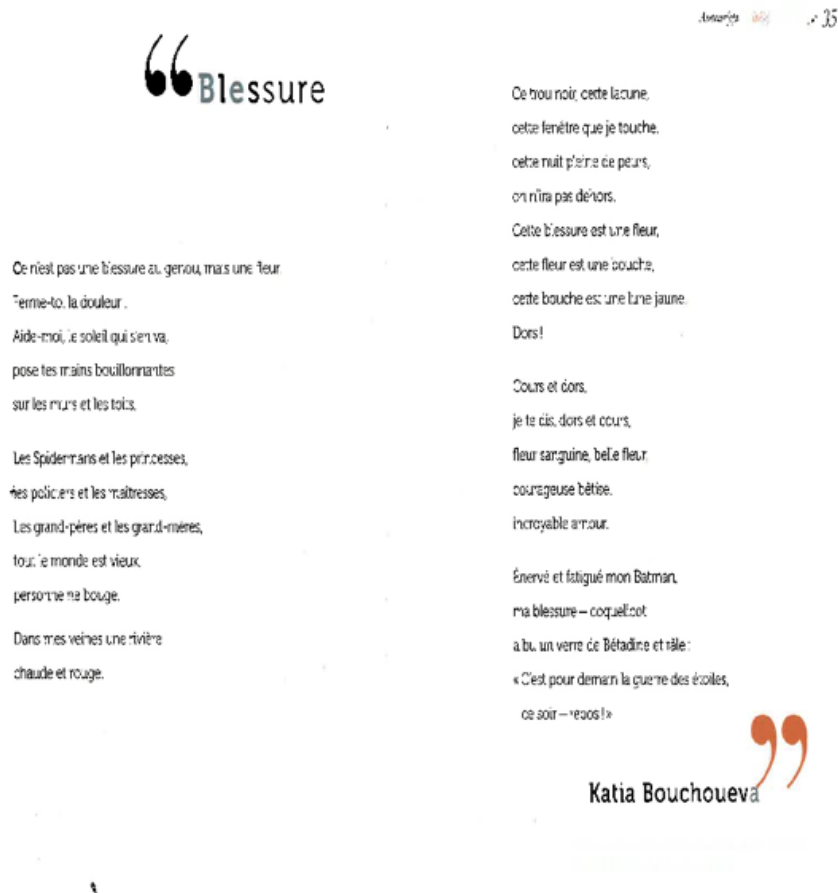 35
Blessure
Ce n'est pas une blessure au genou, mais une fleur.
Ferme-toi, la douleur.
Aide-moi, le soleil qui s'en va,
pose tes mains bouillonnantes
sur les murs et les toits.
Les Spidermans et les princesses,
les policiers et les maîtresses,
Les grand-pères et les grand-mères,
tout le monde est vieux,
personne ne bouge.
Dans mes veines une rivière
chaude et rouge.
Ce trou noir, cette lacune,
cette fenêtre que je touche,
cette nuit pleine de peurs,
on n'ira pas dehors.
Cette blessure est une fleur,
cette fleur est une bouche,
cette bouche est une lune jaune.
Dors !
Cours et dors,
je te dis, dors et cours,
fleur sanguine, belle fleur,
courageuse bêtise,
incroyable amour.
Énervé et fatigué mon Batman,
ma blessure – coquelicot
a bu un verre de Bétadine et râle :
« C'est pour demain la guerre des étoiles,
ce soir – repos ! »
Katia Bouchoueva